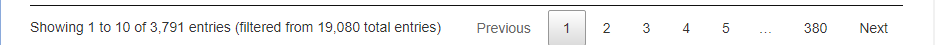 Showing 1 to 10 of 3,791 entries (filtered from 19,080 total entries) Previous 1 2 3 4 5 … 380 Next